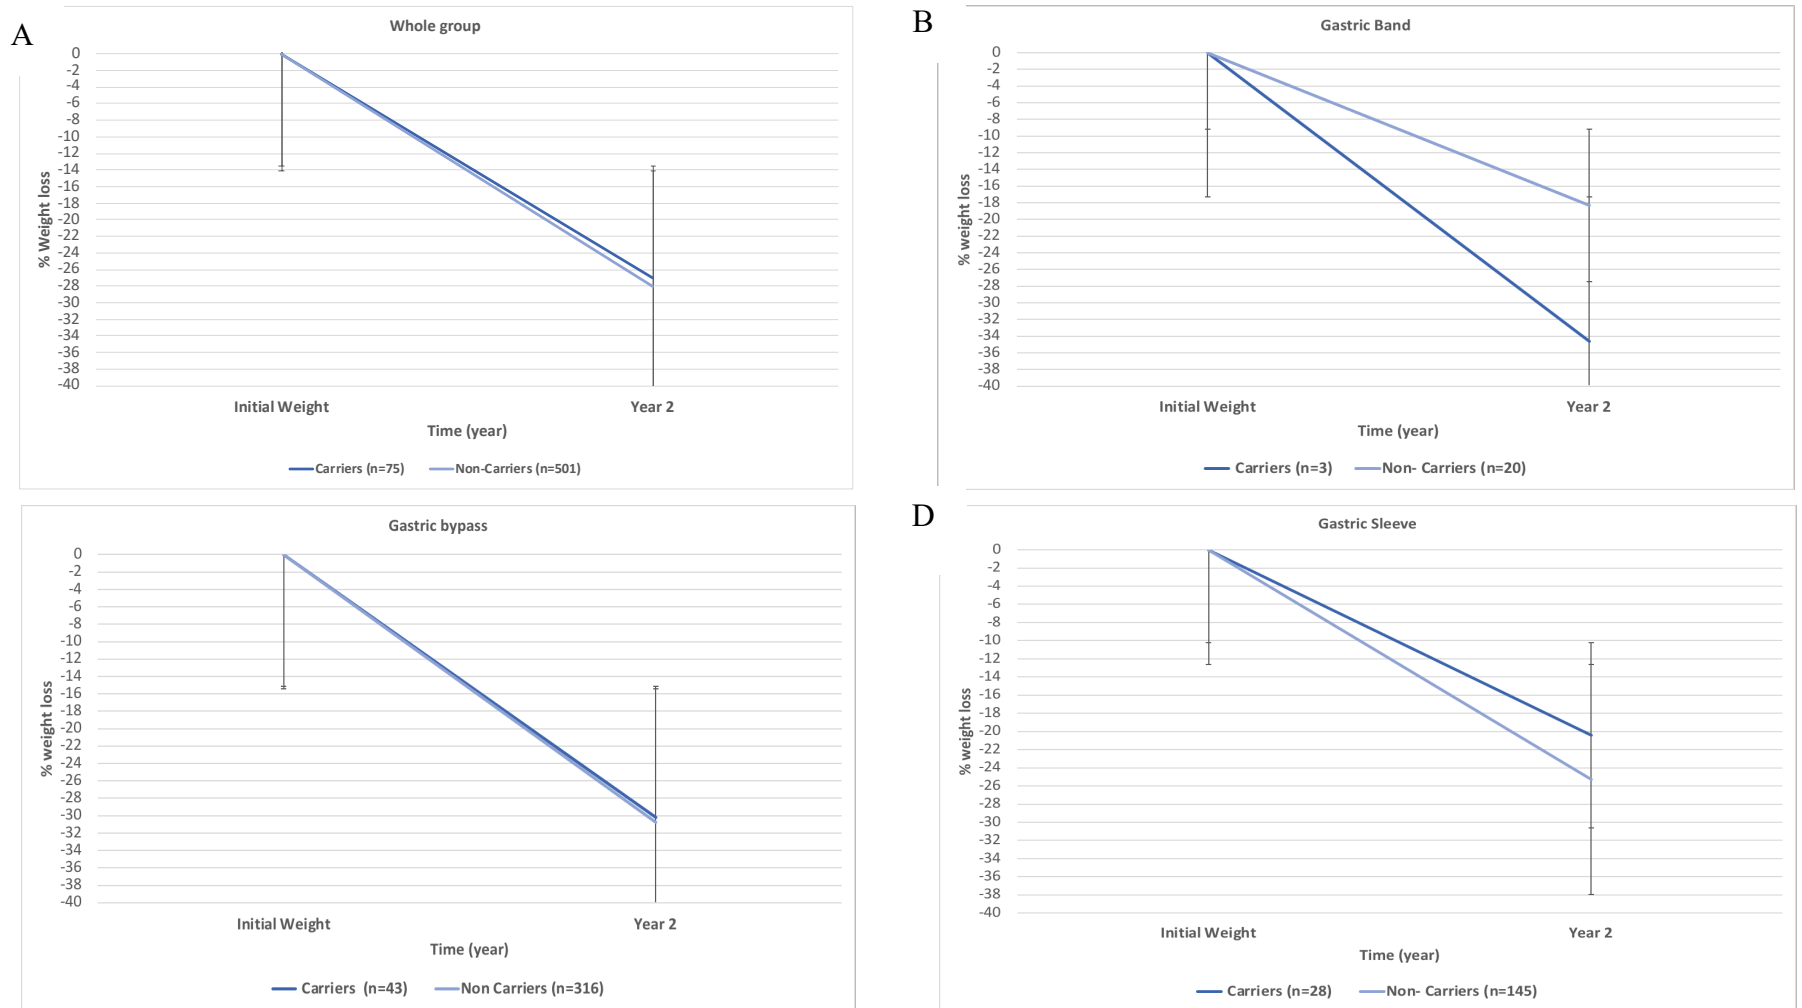 A
Whole group
0
-2
-4
-6
-8
-10
-12
-14
-16
-18
-20
-22
-24
-26
-28
-30
-32
-34
-36
-38
-40
% Weight loss
Initial Weight
Year 2
Time (year)
Carriers (n=75)
Non-Carriers (n=501)
B
Gastric Band
0
-2
-4
-6
-8
-10
-12
-14
-16
-18
-20
-22
-24
-26
-28
-30
-32
-34
-36
-38
-40
% weight loss
Initial Weight
Year 2
Time (year)
Carriers (n=3)
Non- Carriers (n=20)
Gastric bypass
0
-2
-4
-6
-8
-10
-12
-14
-16
-18
-20
-22
-24
-26
-28
-30
-32
-34
-36
-38
-40
% weight loss
Initial Weight
Year 2
Time (year)
Carriers (n=43)
Non Carriers (n=316)
D
Gastric Sleeve
0
-2
-4
-6
-8
-10
-12
-14
-16
-18
-20
-22
-24
-26
-28
-30
-32
-34
-36
-38
-40
% weight loss
Initial Weight
Year 2
Time (year)
Carriers (n=28)
Non- Carriers (n=145)